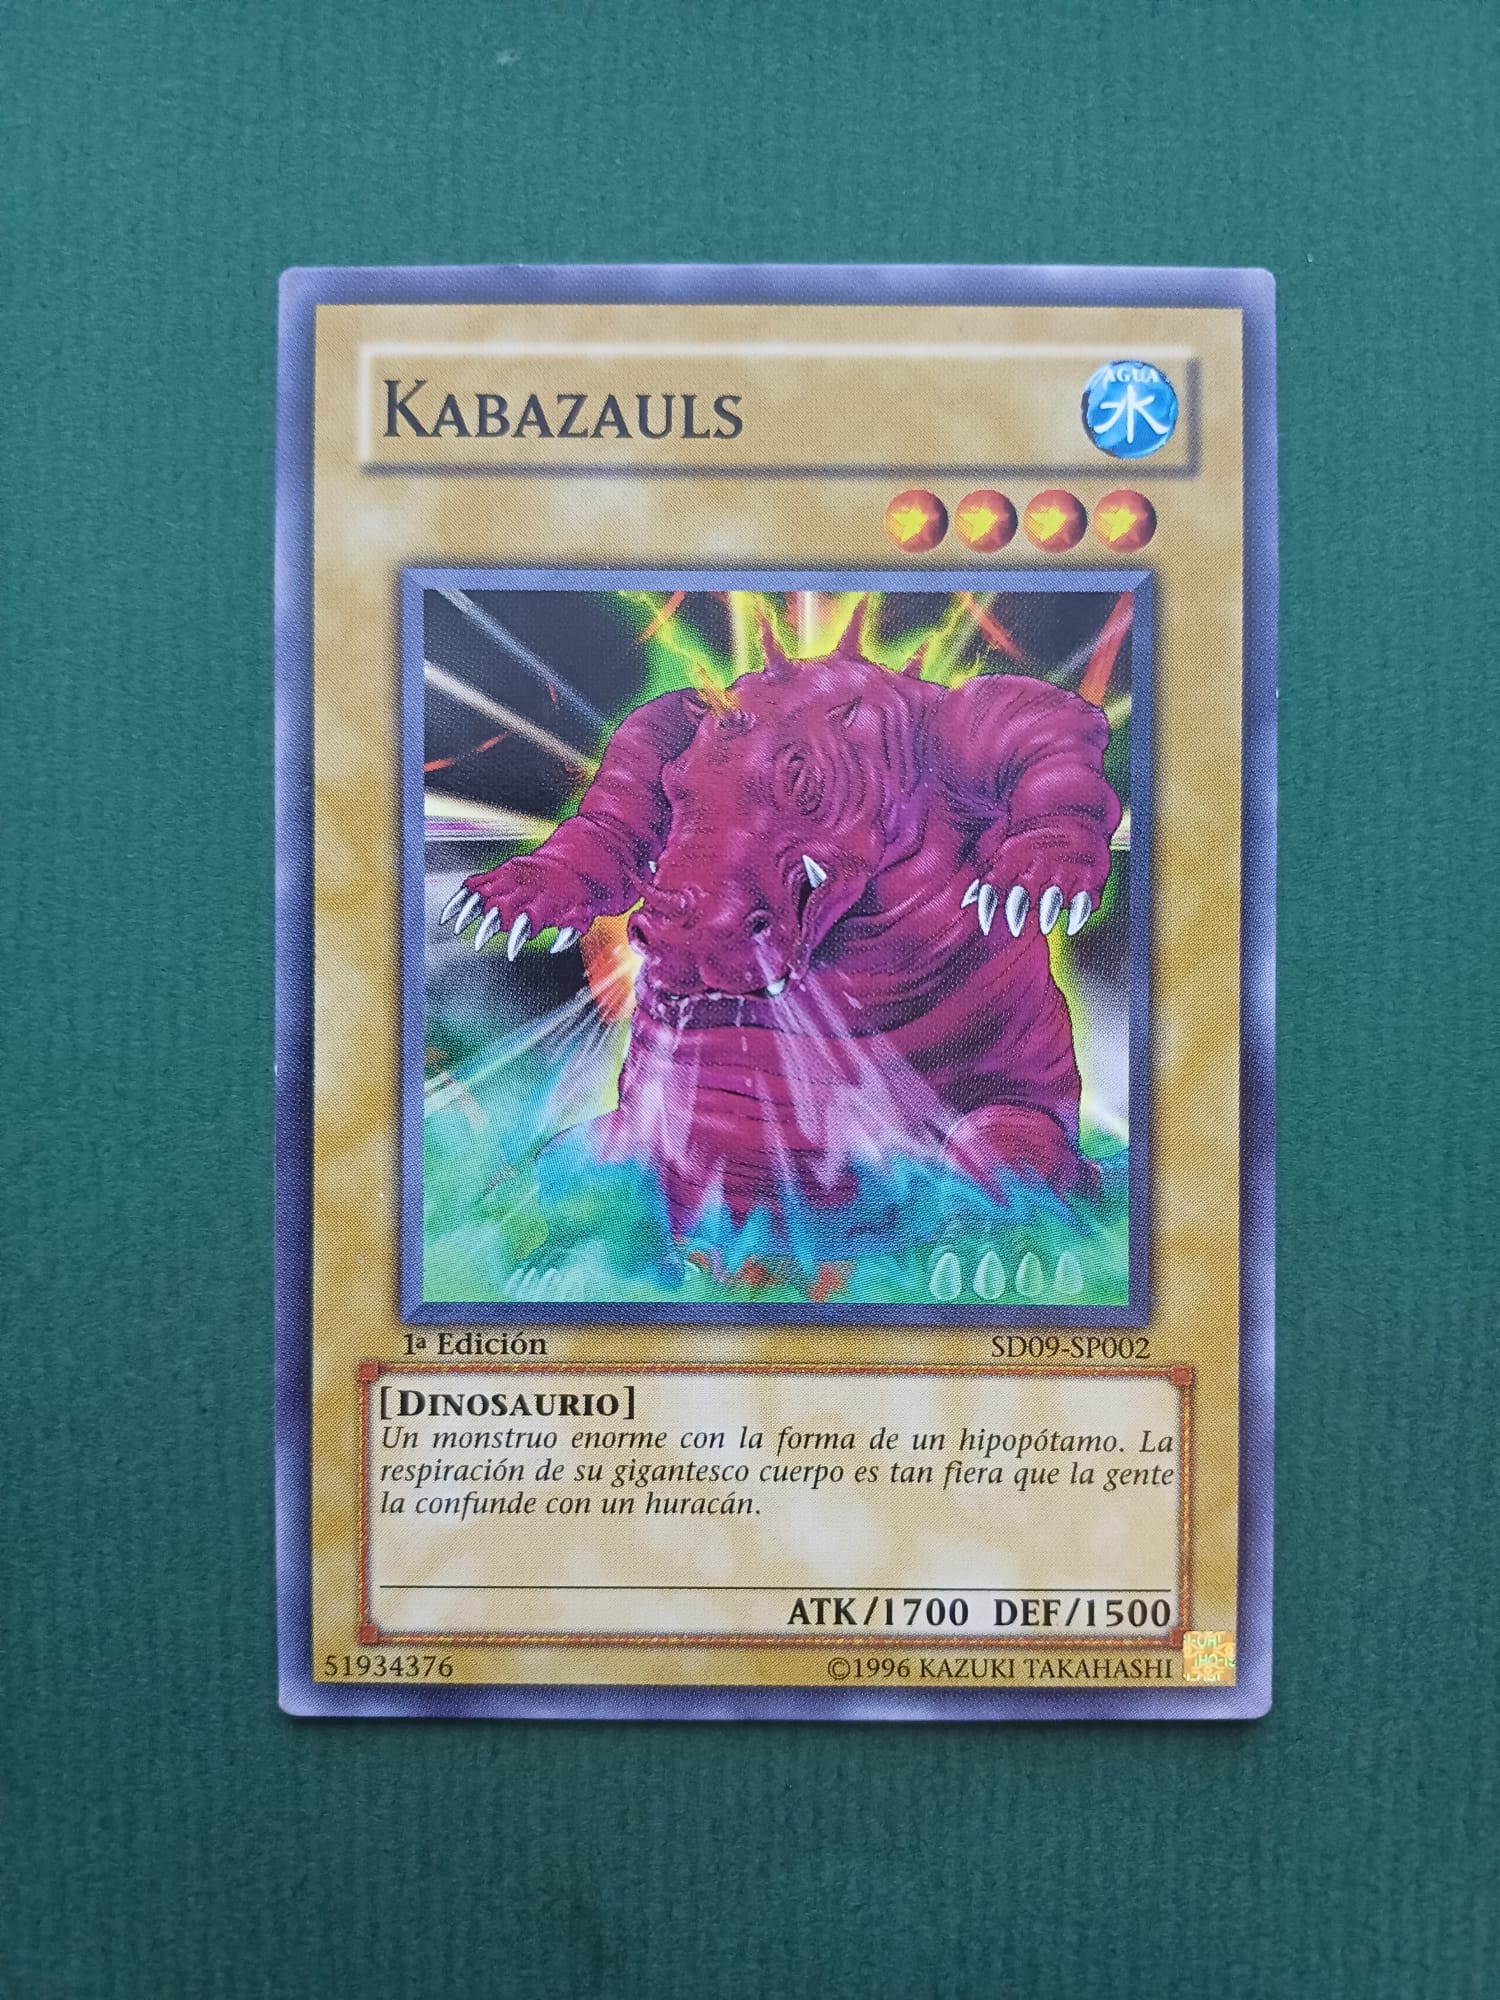 KABAZAULS
AGUA
水
1ª Edición
SD09-SP002
[DINOSAURIO]
Un monstruo enorme con la forma de un hipopótamo. La
respiración de su gigantesco cuerpo es tan fiera que la gente
la confunde con un huracán.
ATK/1700 DEF/1500
51934376
©1996 KAZUKI TAKAHASHI